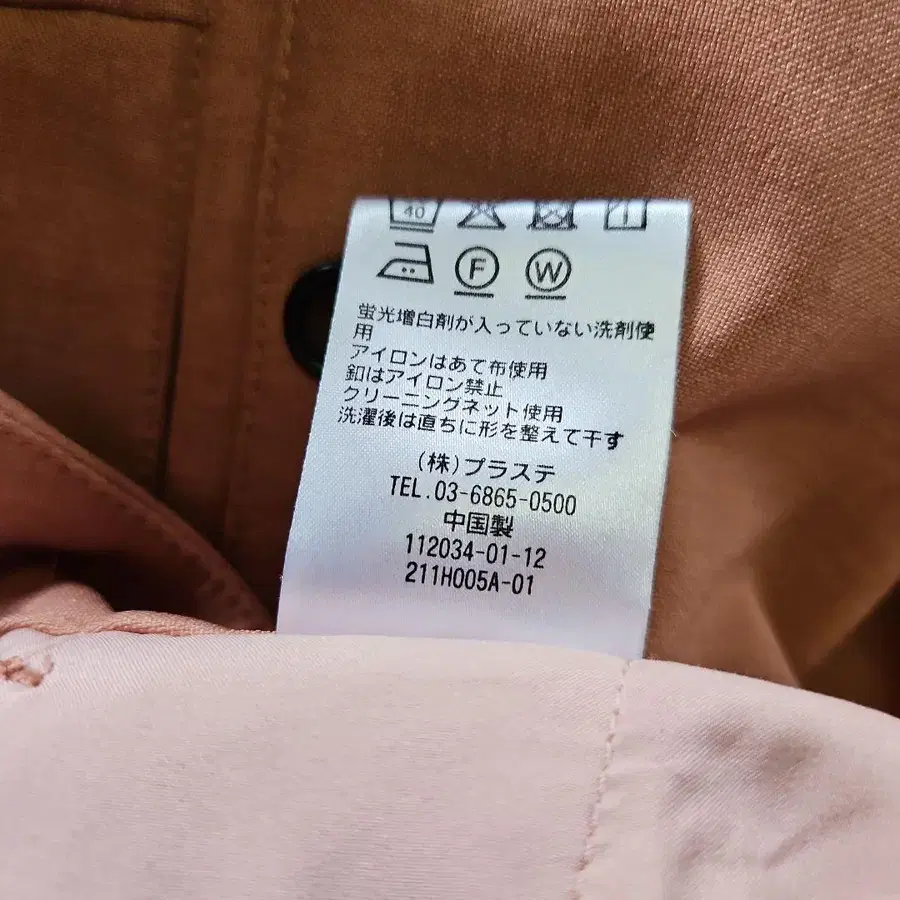 40
F W
蛍光増白剤が入っていない洗剤使
用
アイロンはあて布使用
釦はアイロン禁止
クリーニングネット使用
洗濯後は直ちに形を整えて干す
(株)プラステ
TEL.03-6865-0500
中国製
112034-01-12
211H005A-01